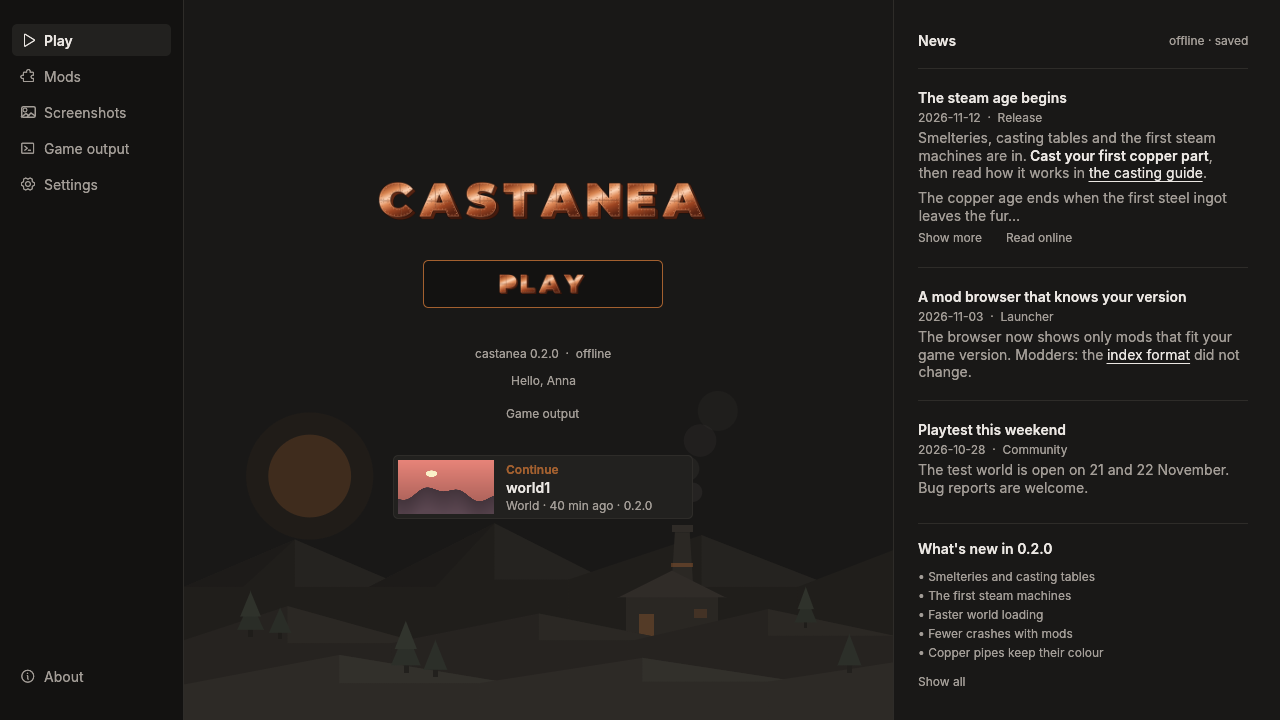 Play
Mods
Screenshots
Game output
Settings
About
CASTANEA
PLAY
castanea 0.2.0 · offline
Hello, Anna
Game output
Continue
world1
World · 40 min ago · 0.2.0
News
offline · saved
The steam age begins
2026-11-12 · Release
Smelteries, casting tables and the first steam
machines are in. Cast your first copper part,
then read how it works in the casting guide.
The copper age ends when the first steel ingot
leaves the fur...
Show more Read online
A mod browser that knows your version
2026-11-03 · Launcher
The browser now shows only mods that fit your
game version. Modders: the index format did not
change.
Playtest this weekend
2026-10-28 · Community
The test world is open on 21 and 22 November.
Bug reports are welcome.
What's new in 0.2.0
• Smelteries and casting tables
• The first steam machines
• Faster world loading
• Fewer crashes with mods
• Copper pipes keep their colour
Show all